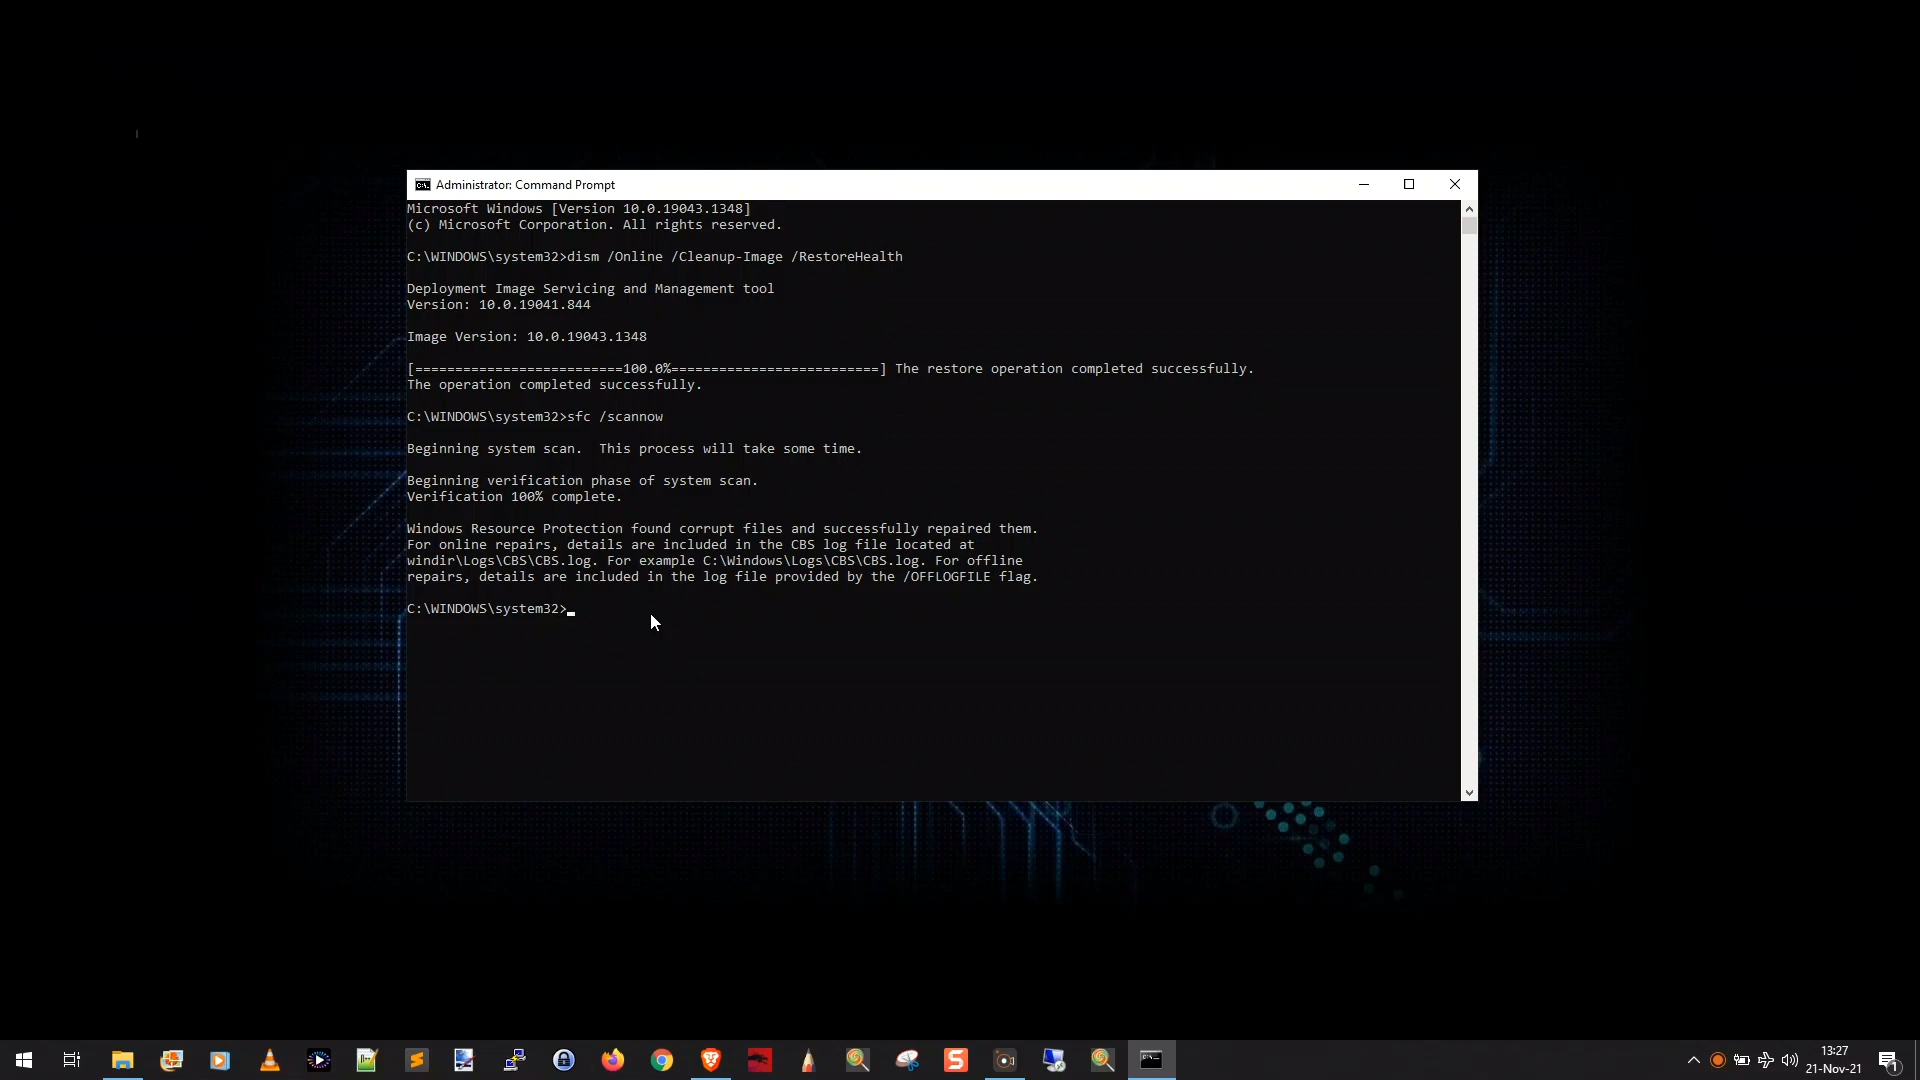 Administrator: Command Prompt
Microsoft Windows [Version 10.0.19043.1348]
(c) Microsoft Corporation. All rights reserved.
C:\WINDOWS\system32>dism /Online /Cleanup-Image /RestoreHealth
Deployment Image Servicing and Management tool
Version: 10.0.19041.844
Image Version: 10.0.19043.1348
[==========================100.0%==========================] The restore operation completed successfully.
The operation completed successfully.
C:\WINDOWS\system32>sfc /scannow
Beginning system scan.  This process will take some time.
Beginning verification phase of system scan.
Verification 100% complete.
Windows Resource Protection found corrupt files and successfully repaired them.
For online repairs, details are included in the CBS log file located at
windir\Logs\CBS\CBS.log. For example C:\Windows\Logs\CBS\CBS.log. For offline
repairs, details are included in the log file provided by the /OFFLOGFILE flag.
C:\WINDOWS\system32>
13:27
21-Nov-21
1